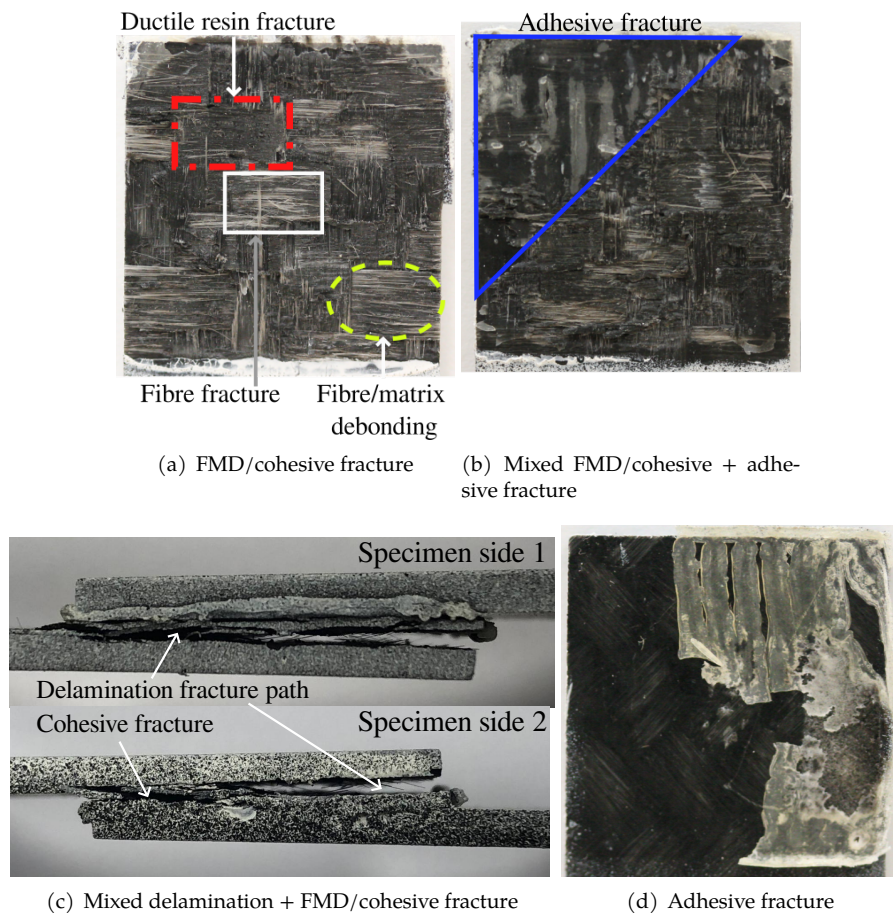 Ductile resin fracture
Adhesive fracture
Fibre fracture
Fibre/matrix
debonding
(a) FMD/cohesive fracture
(b) Mixed FMD/cohesive + adhe-
sive fracture
Specimen side 1
Delamination fracture path
Cohesive fracture
Specimen side 2
(c) Mixed delamination + FMD/cohesive fracture
(d) Adhesive fracture